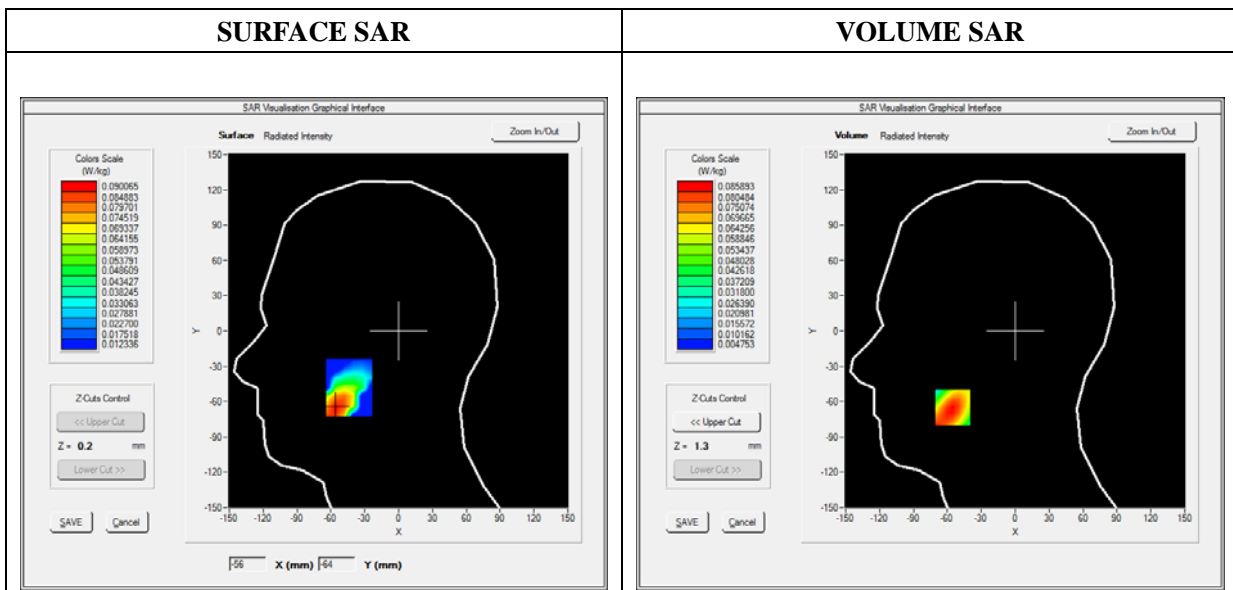 SURFACE SAR
VOLUME SAR
SAR Visualisation Graphical Interface
Surface Radiated Intensity
Zoom In/Out
Colors Scale
(W/kg)
0.090065
0.084883
0.079701
0.074519
0.069337
0.064155
0.058973
0.053791
0.048609
0.043427
0.038245
0.033063
0.027881
0.022700
0.017518
0.012336
150
120
90
60
30
0
-30
-60
-90
-120
-150
Y
-150 -120 -90 -60 -30 0 30 60 90 120 150
X
Z-Cuts Control
<< Upper Cut
Z = 0.2 mm
Lower Cut >>
SAVE Cancel
-56 X (mm) -64 Y (mm)
SAR Visualisation Graphical Interface
Volume Radiated Intensity
Zoom In/Out
Colors Scale
(W/kg)
0.085893
0.080484
0.075074
0.069665
0.064256
0.058846
0.053437
0.048028
0.042618
0.037209
0.031800
0.026390
0.020981
0.015572
0.010162
0.004753
150
120
90
60
30
0
-30
-60
-90
-120
-150
Y
-150 -120 -90 -60 -30 0 30 60 90 120 150
X
Z-Cuts Control
<< Upper Cut
Z = 1.3 mm
Lower Cut >>
SAVE Cancel